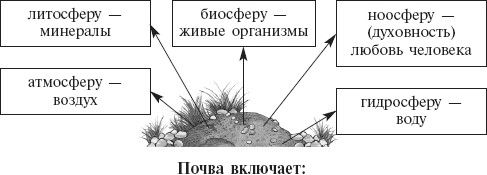 литосферу —
минералы
биосферу —
живые организмы
ноосферу —
(духовность)
любовь человека
атмосферу —
воздух
гидросферу —
воду
Почва включает: